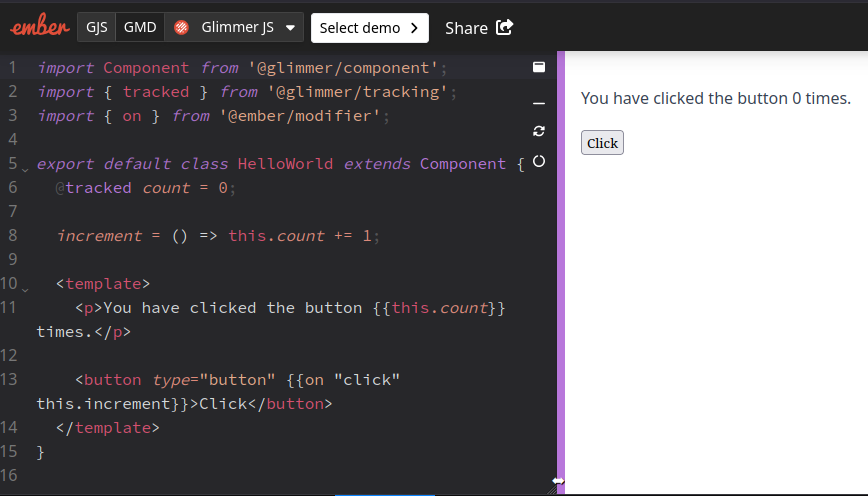 ember GJS GMD Glimmer JS Select demo Share
1 import Component from '@glimmer/component';
2 import { tracked } from '@glimmer/tracking';
3 import { on } from '@ember/modifier';
4
5 export default class HelloWorld extends Component {
6 @tracked count = 0;
7
8 increment = () => this.count += 1;
9
10 <template>
11 <p>You have clicked the button {{this.count}}
times.</p>
12
13 <button type="button" {{on "click"
this.increment}}>Click</button>
14 </template>
15 }
16
You have clicked the button 0 times.
Click